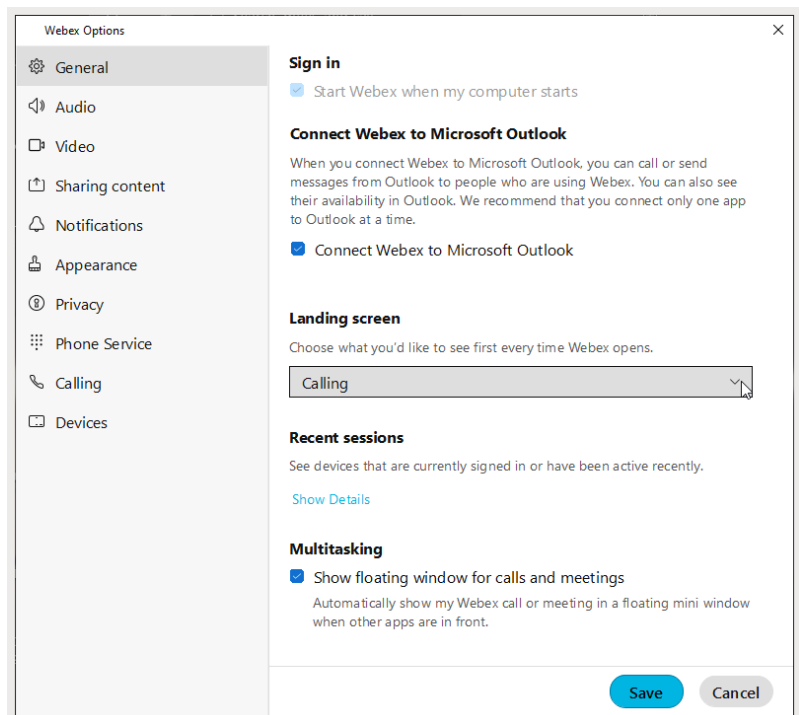 Webex Options
General
Audio
Video
Sharing content
Notifications
Appearance
Privacy
Phone Service
Calling
Devices
Sign in
Start Webex when my computer starts
Connect Webex to Microsoft Outlook
When you connect Webex to Microsoft Outlook, you can call or send
messages from Outlook to people who are using Webex. You can also see
their availability in Outlook. We recommend that you connect only one app
to Outlook at a time.
Connect Webex to Microsoft Outlook
Landing screen
Choose what you'd like to see first every time Webex opens.
Calling
Recent sessions
See devices that are currently signed in or have been active recently.
Show Details
Multitasking
Show floating window for calls and meetings
Automatically show my Webex call or meeting in a floating mini window
when other apps are in front.
Save
Cancel